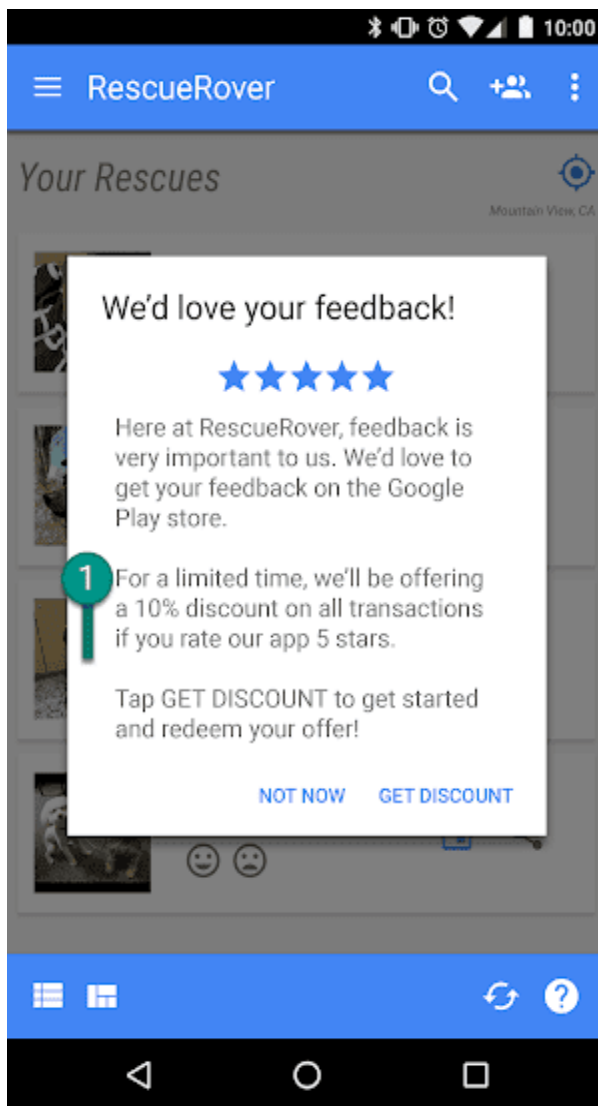 10:00
RescueRover
Your Rescues
Mountain View, CA
We'd love your feedback!
Here at RescueRover, feedback is
very important to us. We'd love to
get your feedback on the Google
Play store.
1
For a limited time, we'll be offering
a 10% discount on all transactions
if you rate our app 5 stars.
Tap GET DISCOUNT to get started
and redeem your offer!
NOT NOW GET DISCOUNT
?